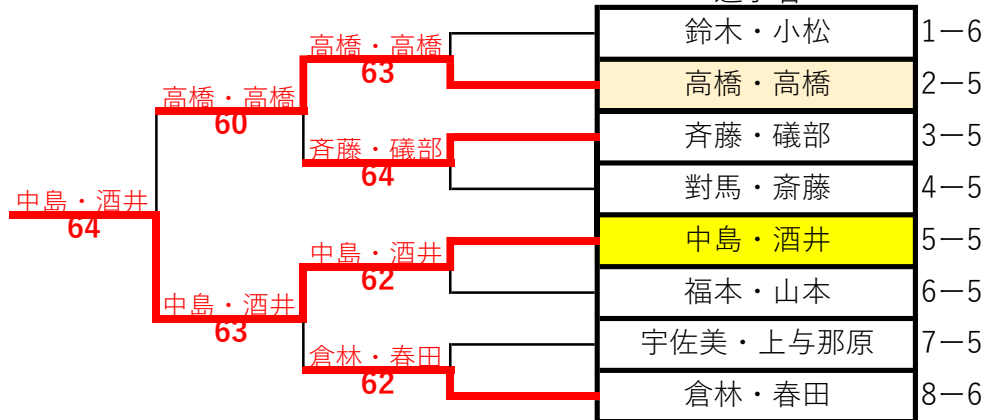 鈴木・小松 1－6
高橋・高橋
63
高橋・高橋 2－5
高橋・高橋
60
斉藤・礒部 3－5
斉藤・礒部
64
對馬・斎藤 4－5
中島・酒井
64
中島・酒井 5－5
中島・酒井
62
福本・山本 6－5
中島・酒井
63
宇佐美・上与那原 7－5
倉林・春田
62
倉林・春田 8－6